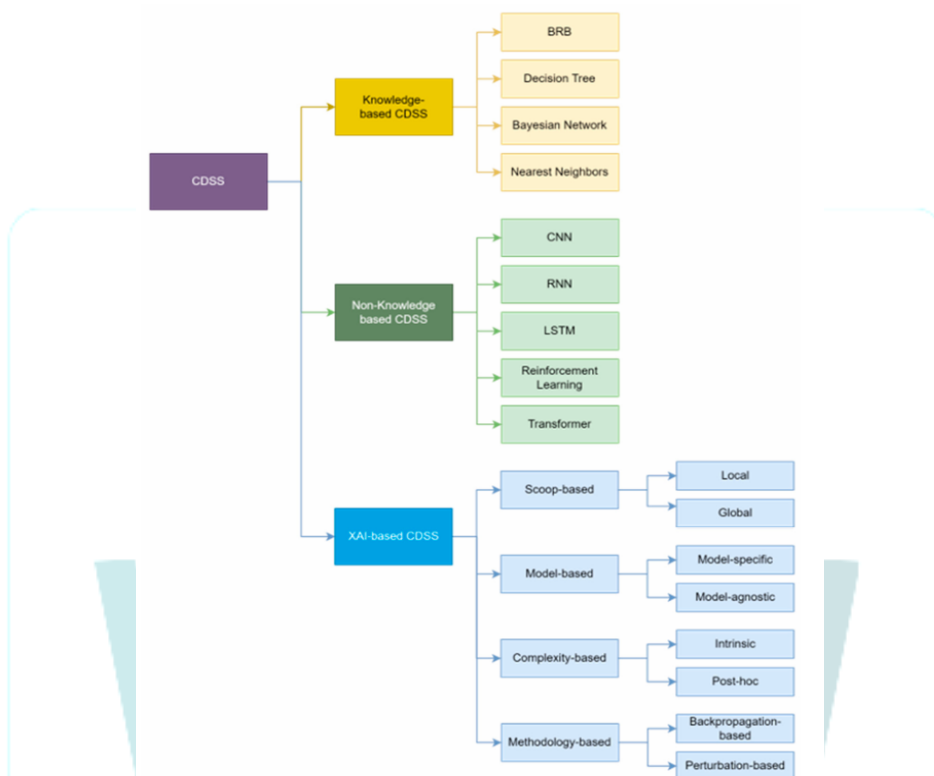 CDSS
Knowledge-
based CDSS
BRB
Decision Tree
Bayesian Network
Nearest Neighbors
Non-Knowledge
based CDSS
CNN
RNN
LSTM
Reinforcement
Learning
Transformer
XAI-based CDSS
Scoop-based
Local
Global
Model-based
Model-specific
Model-agnostic
Complexity-based
Intrinsic
Post-hoc
Methodology-based
Backpropagation-
based
Perturbation-based